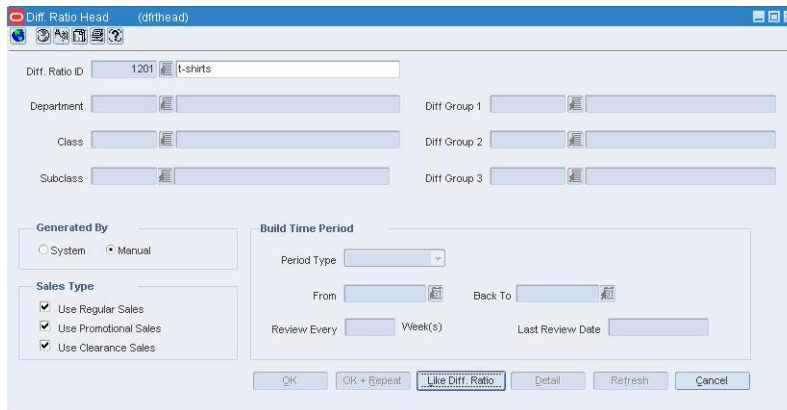 Diff. Ratio Head (dfrthead)
Diff. Ratio ID 1201 t-shirts
Department Diff Group 1
Class Diff Group 2
Subclass Diff Group 3
Generated By
System Manual
Sales Type
Use Regular Sales
Use Promotional Sales
Use Clearance Sales
Build Time Period
Period Type
From Back To
Review Every Week(s) Last Review Date
OK OK + Repeat Like Diff. Ratio Detail Refresh Cancel